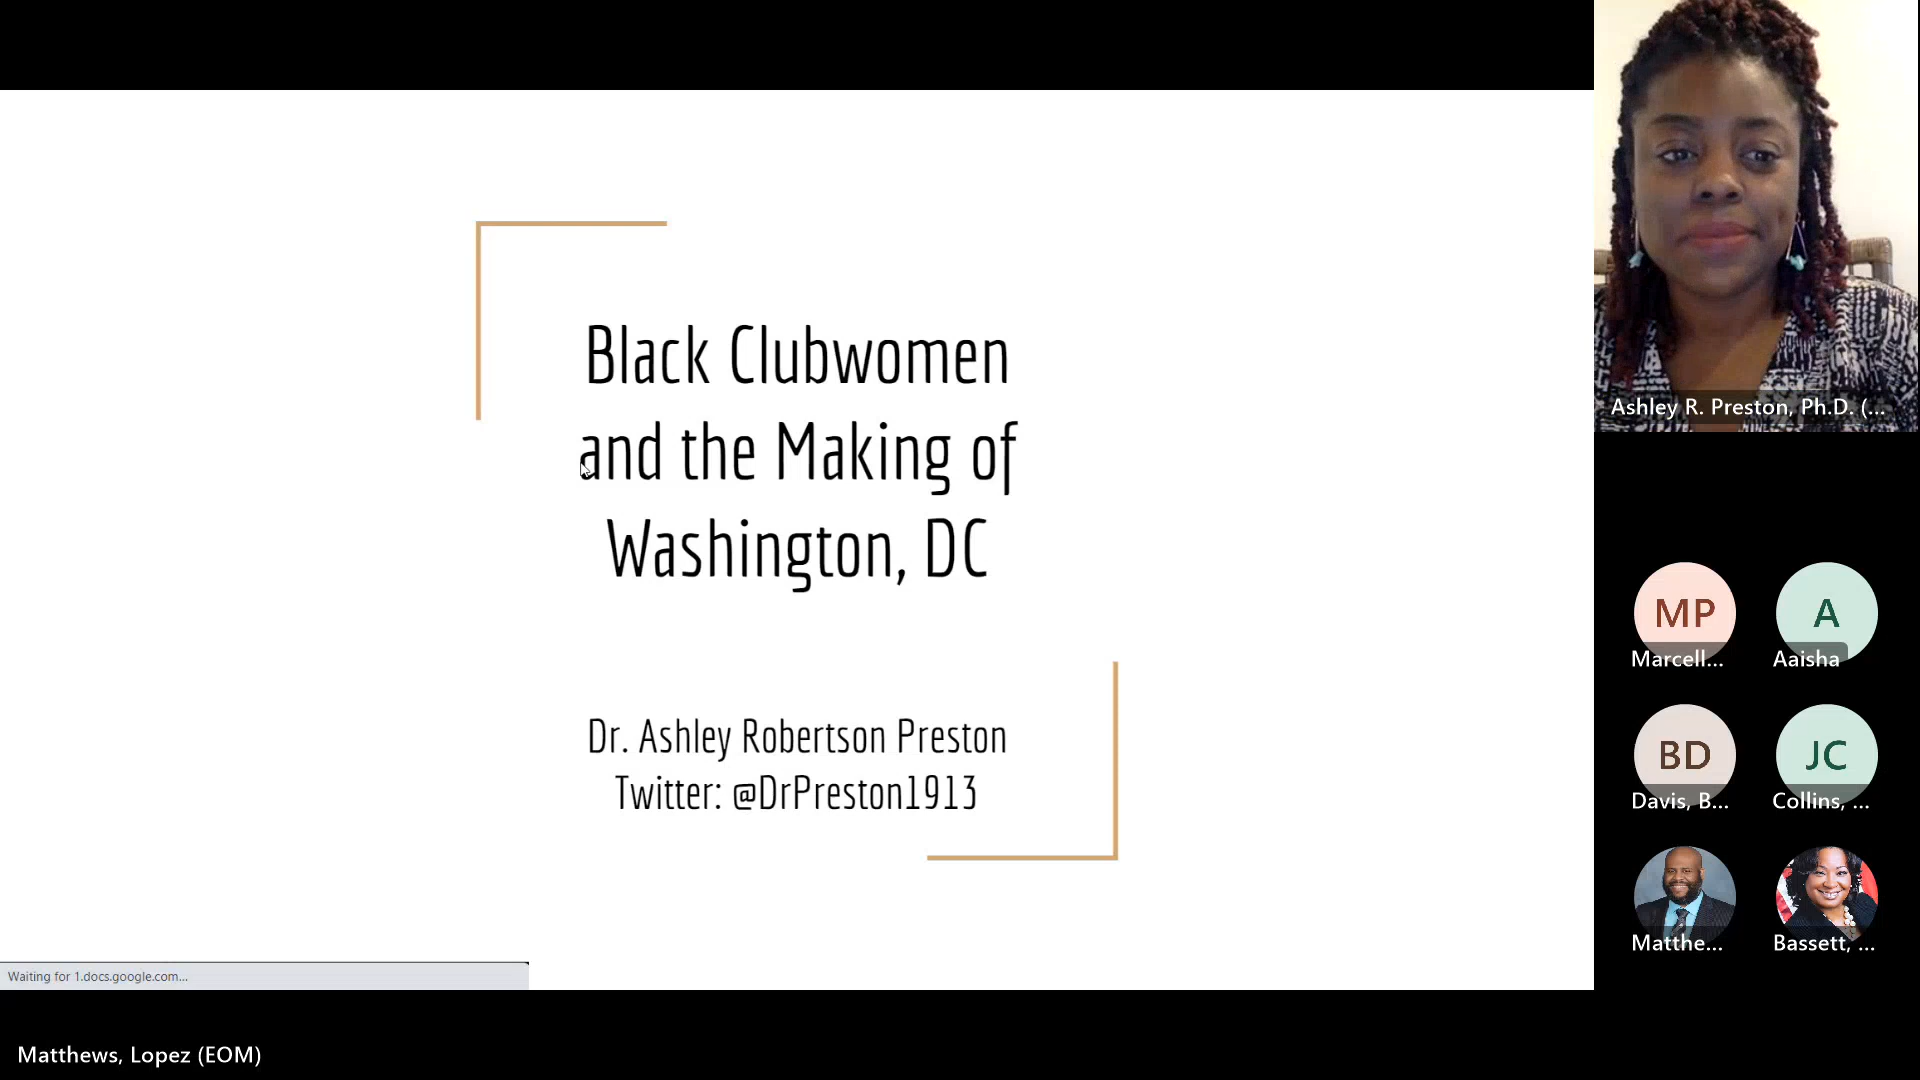 Black Clubwomen
and the Making of
Washington, DC
Dr. Ashley Robertson Preston
Twitter: @DrPreston1913
Waiting for 1.docs.google.com...
Matthews, Lopez (EOM)
Ashley R. Preston, Ph.D. (...
MP
Marcell...
A
Aaisha
BD
Davis, B...
JC
Collins, ...
Matthe...
Bassett, ...